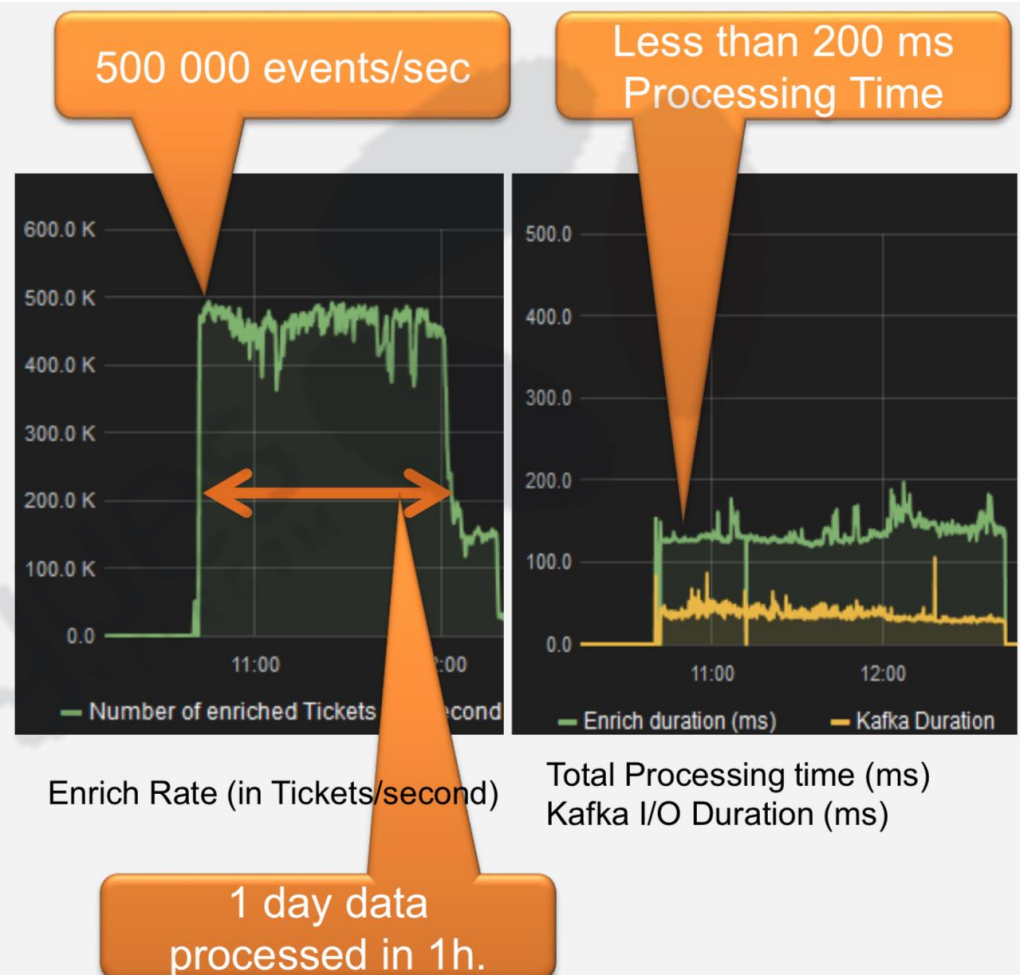 500 000 events/sec
Less than 200 ms
Processing Time
600.0 K
500.0 K
400.0 K
300.0 K
200.0 K
100.0 K
0.0
11:00
:00
Number of enriched Tickets
econd
500.0
400.0
300.0
200.0
100.0
0.0
11:00
12:00
Enrich duration (ms)
Kafka Duration
Enrich Rate (in Tickets/second)
Total Processing time (ms)
Kafka I/O Duration (ms)
1 day data
processed in 1h.